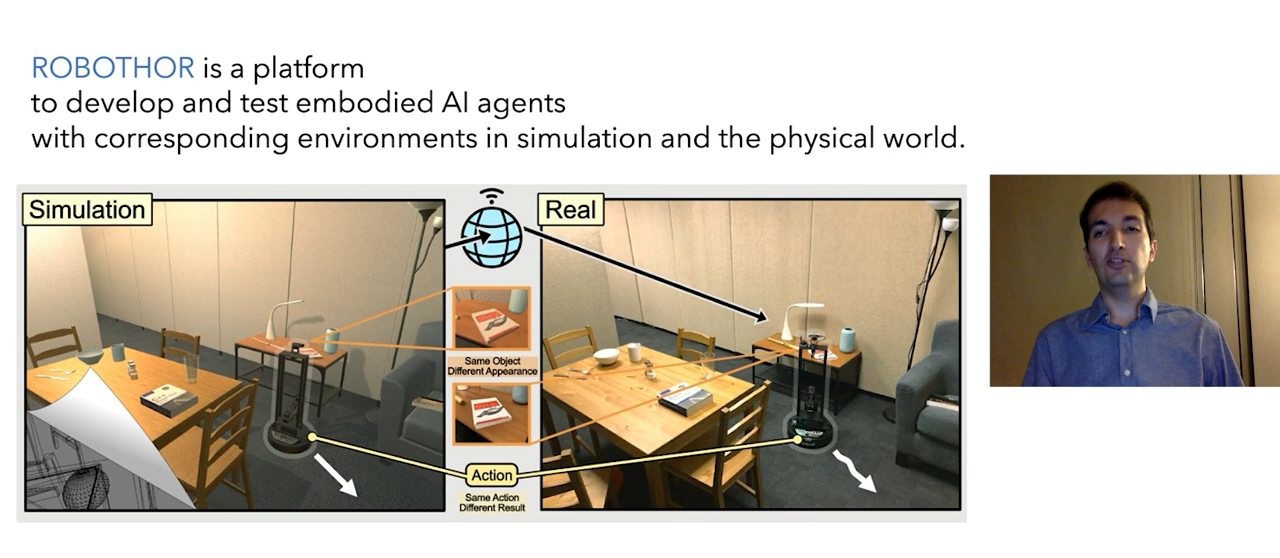 ROBOTHOR is a platform
to develop and test embodied AI agents
with corresponding environments in simulation and the physical world.
Simulation
Real
Same Object
Different Appearance
Action
Same Action
Different Result